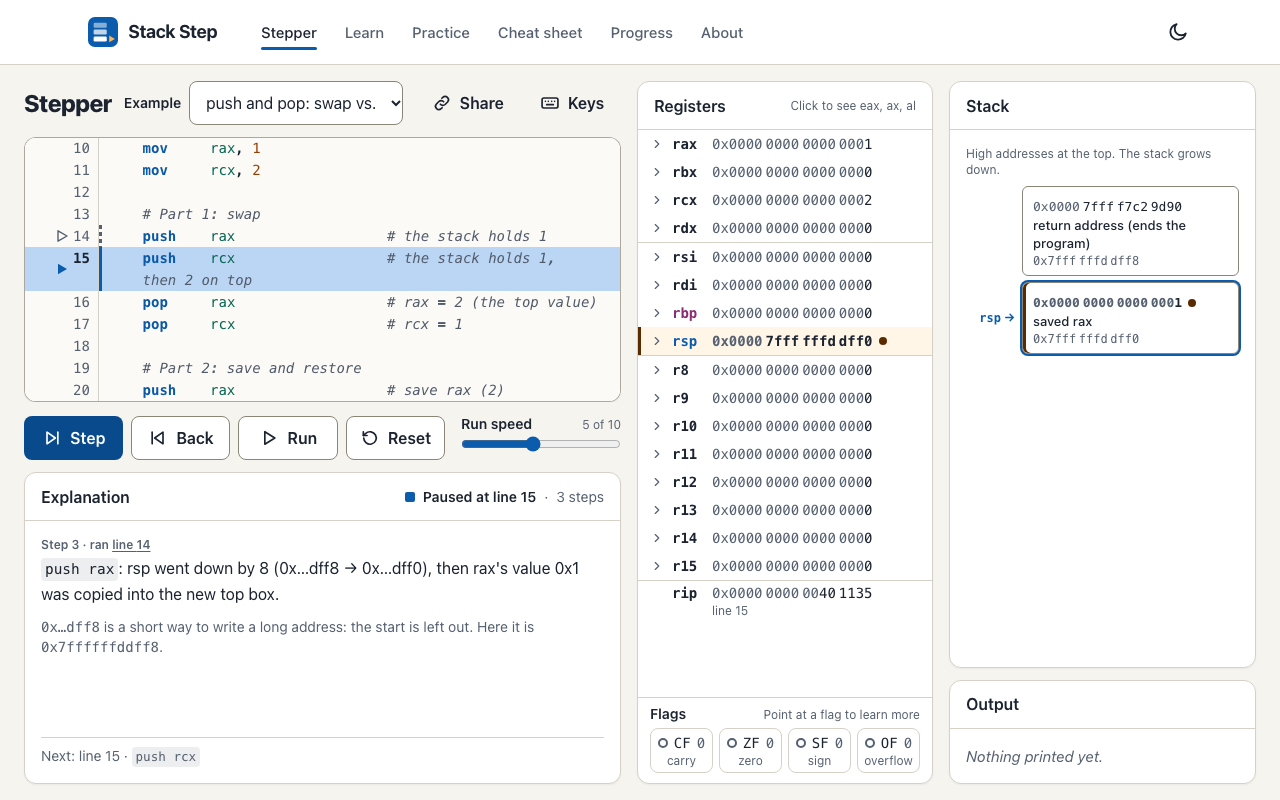 Stack Step
Stepper
Learn
Practice
Cheat sheet
Progress
About
Stepper
Example
push and pop: swap vs.
Share
Keys
10 mov rax, 1
11 mov rcx, 2
12
13 # Part 1: swap
14 push rax # the stack holds 1
15 push rcx # the stack holds 1,
then 2 on top
16 pop rax # rax = 2 (the top value)
17 pop rcx # rcx = 1
18
19 # Part 2: save and restore
20 push rax # save rax (2)
Step
Back
Run
Reset
Run speed 5 of 10
Explanation
Paused at line 15 · 3 steps
Step 3 · ran line 14
push rax: rsp went down by 8 (0x…dff8 → 0x…dff0), then rax's value 0x1
was copied into the new top box.
0x…dff8 is a short way to write a long address: the start is left out. Here it is
0x7ffffffddff8.
Next: line 15 · push rcx
Registers
Click to see eax, ax, al
rax 0x0000 0000 0000 0001
rbx 0x0000 0000 0000 0000
rcx 0x0000 0000 0000 0002
rdx 0x0000 0000 0000 0000
rsi 0x0000 0000 0000 0000
rdi 0x0000 0000 0000 0000
rbp 0x0000 0000 0000 0000
rsp 0x0000 7fff fffd dff0
r8 0x0000 0000 0000 0000
r9 0x0000 0000 0000 0000
r10 0x0000 0000 0000 0000
r11 0x0000 0000 0000 0000
r12 0x0000 0000 0000 0000
r13 0x0000 0000 0000 0000
r14 0x0000 0000 0000 0000
r15 0x0000 0000 0000 0000
rip 0x0000 0000 0040 1135
line 15
Flags
Point at a flag to learn more
CF 0
carry
ZF 0
zero
SF 0
sign
OF 0
overflow
Stack
High addresses at the top. The stack grows
down.
0x0000 7fff f7c2 9d90
return address (ends the
program)
0x7fff fffd dff8
rsp →
0x0000 0000 0000 0001
saved rax
0x7fff fffd dff0
Output
Nothing printed yet.